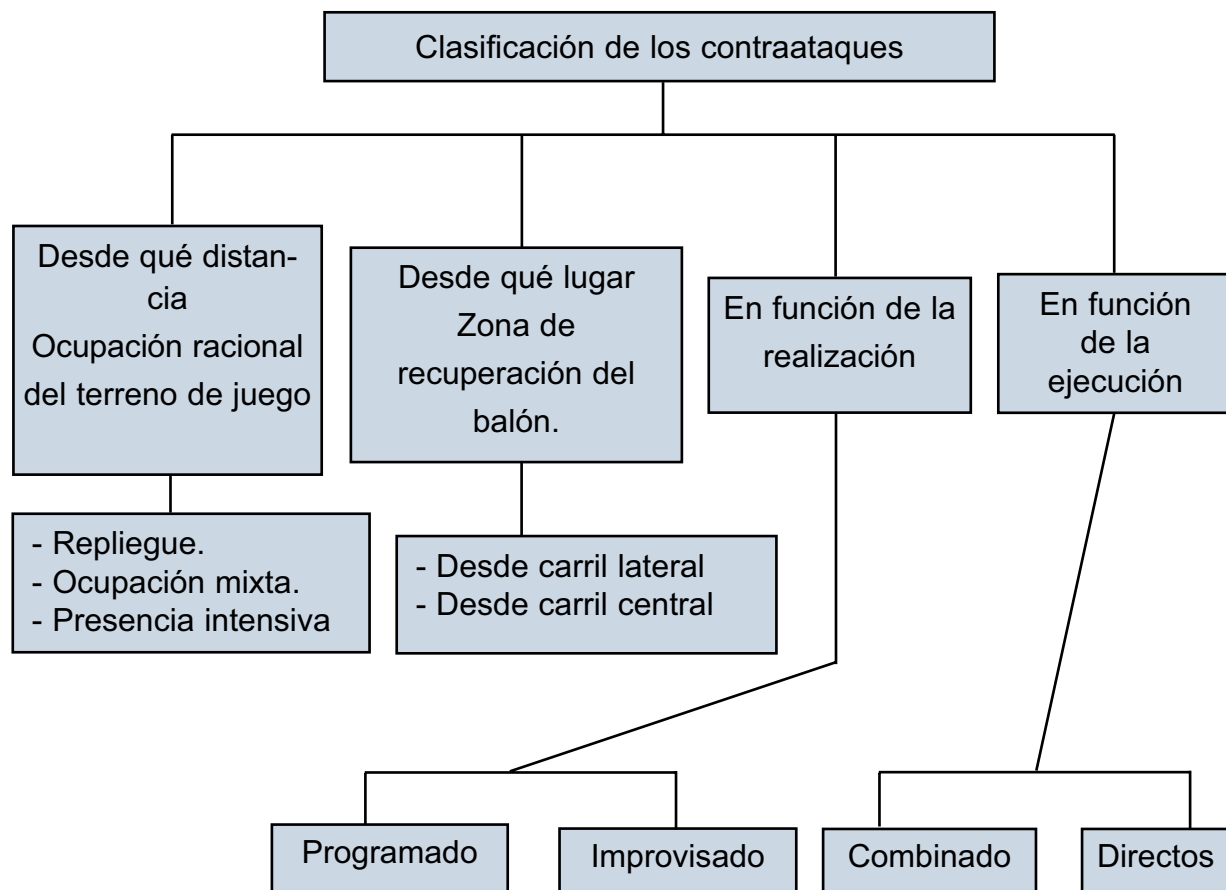 Clasificación de los contraataques
Desde qué distan-
cia
Ocupación racional
del terreno de juego
Desde qué lugar
Zona de
recuperación del
balón.
En función de la
realización
En función
de la
ejecución
- Repliegue.
- Ocupación mixta.
- Presencia intensiva
- Desde carril lateral
- Desde carril central
Programado
Improvisado
Combinado
Directos